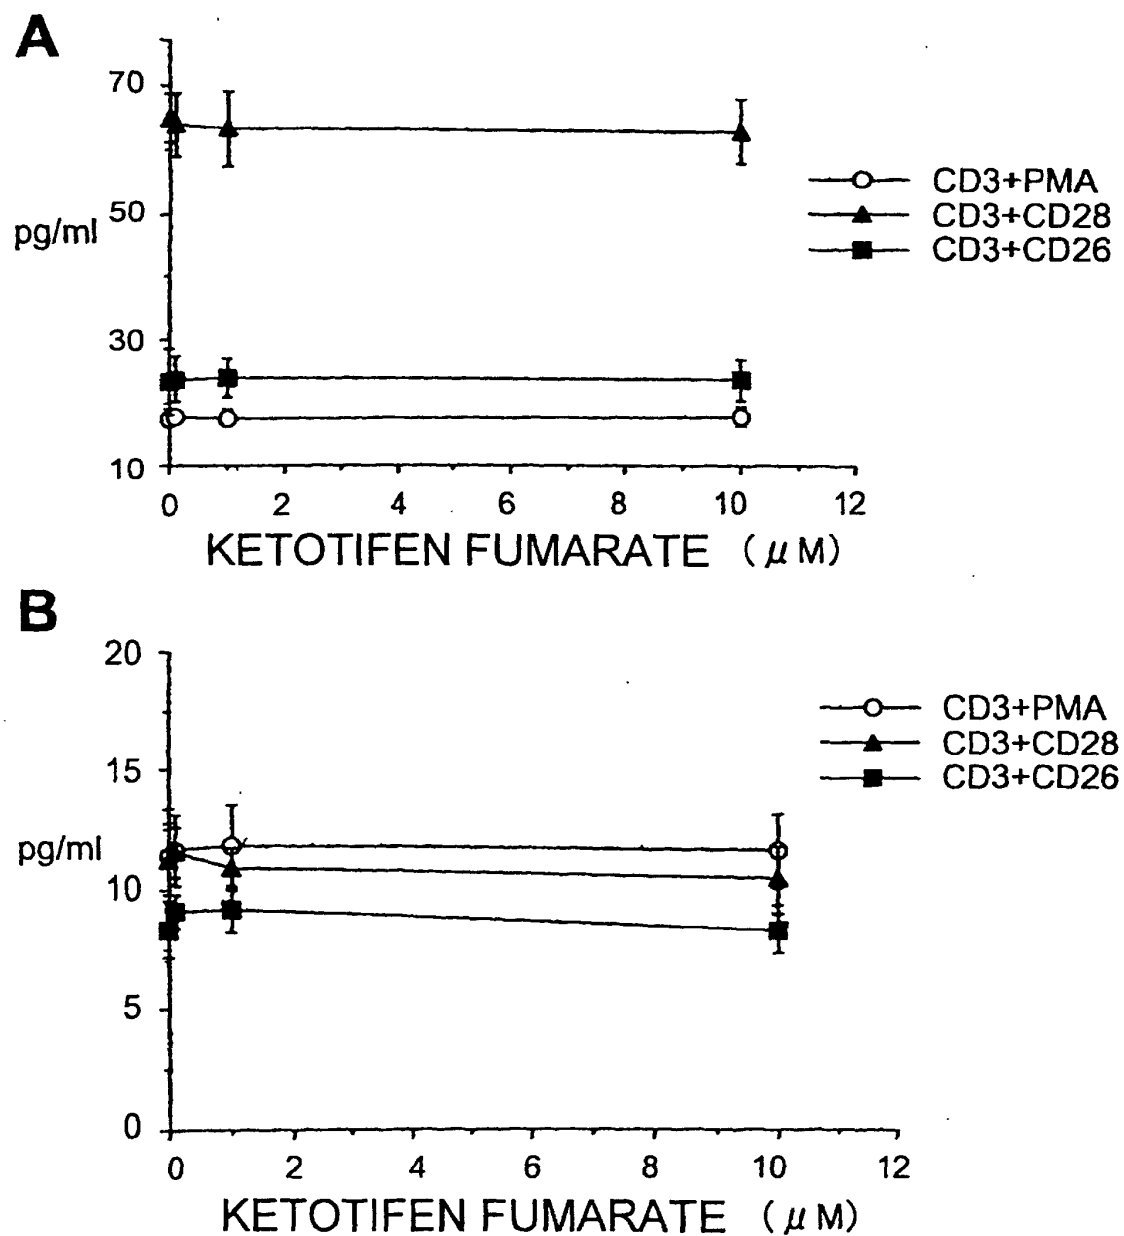 A
70
50
pg/ml
30
10
0 2 4 6 8 10 12
KETOTIFEN FUMARATE (μM)
CD3+PMA
CD3+CD28
CD3+CD26
B
20
15
pg/ml
10
5
0
0 2 4 6 8 10 12
KETOTIFEN FUMARATE (μM)
CD3+PMA
CD3+CD28
CD3+CD26